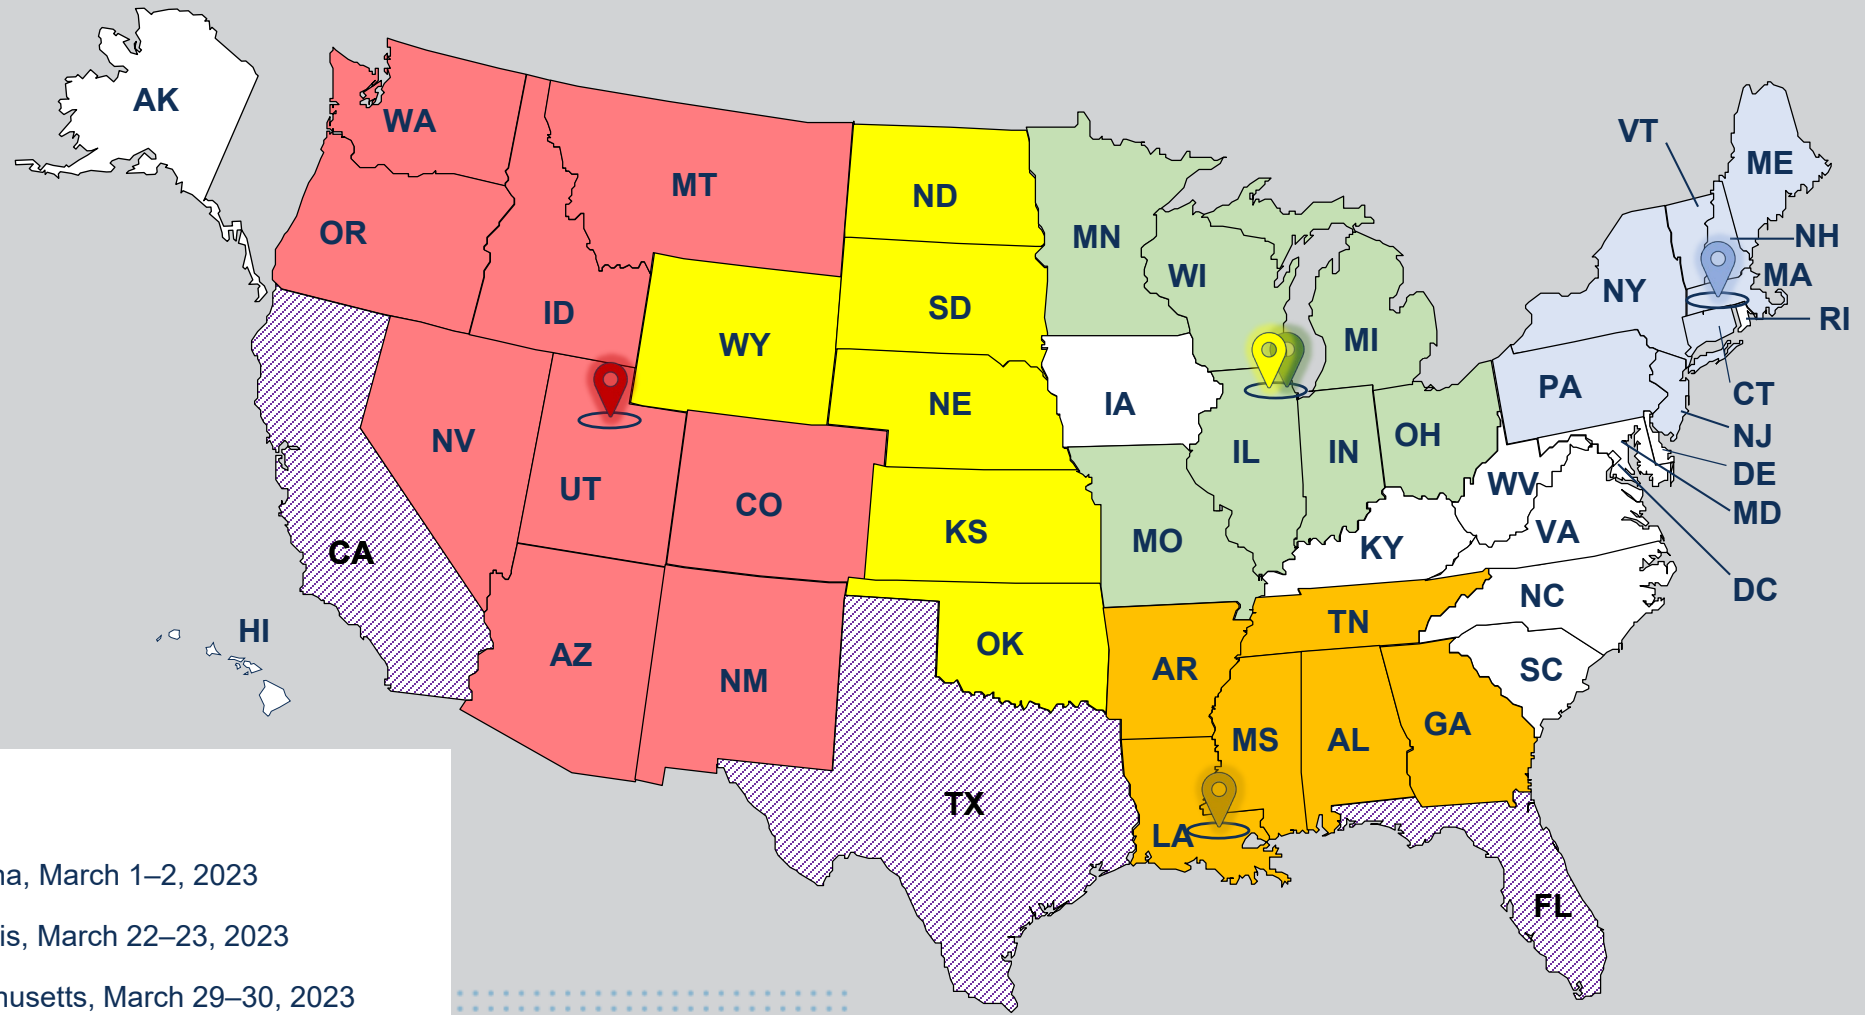 AK
WA
VT
ME
MT
ND
OR
MN
NH
WI
MA
NY
SD
ID
RI
WY
MI
PA
CT
NE
IA
NV
OH
NJ
IL
IN
UT
DE
WV
CO
MD
KS
VA
MO
KY
CA
DC
NC
TN
HI
OK
AZ
AR
SC
NM
GA
MS
AL
TX
LA
FL
na, March 1–2, 2023
is, March 22–23, 2023
husetts, March 29–30, 2023